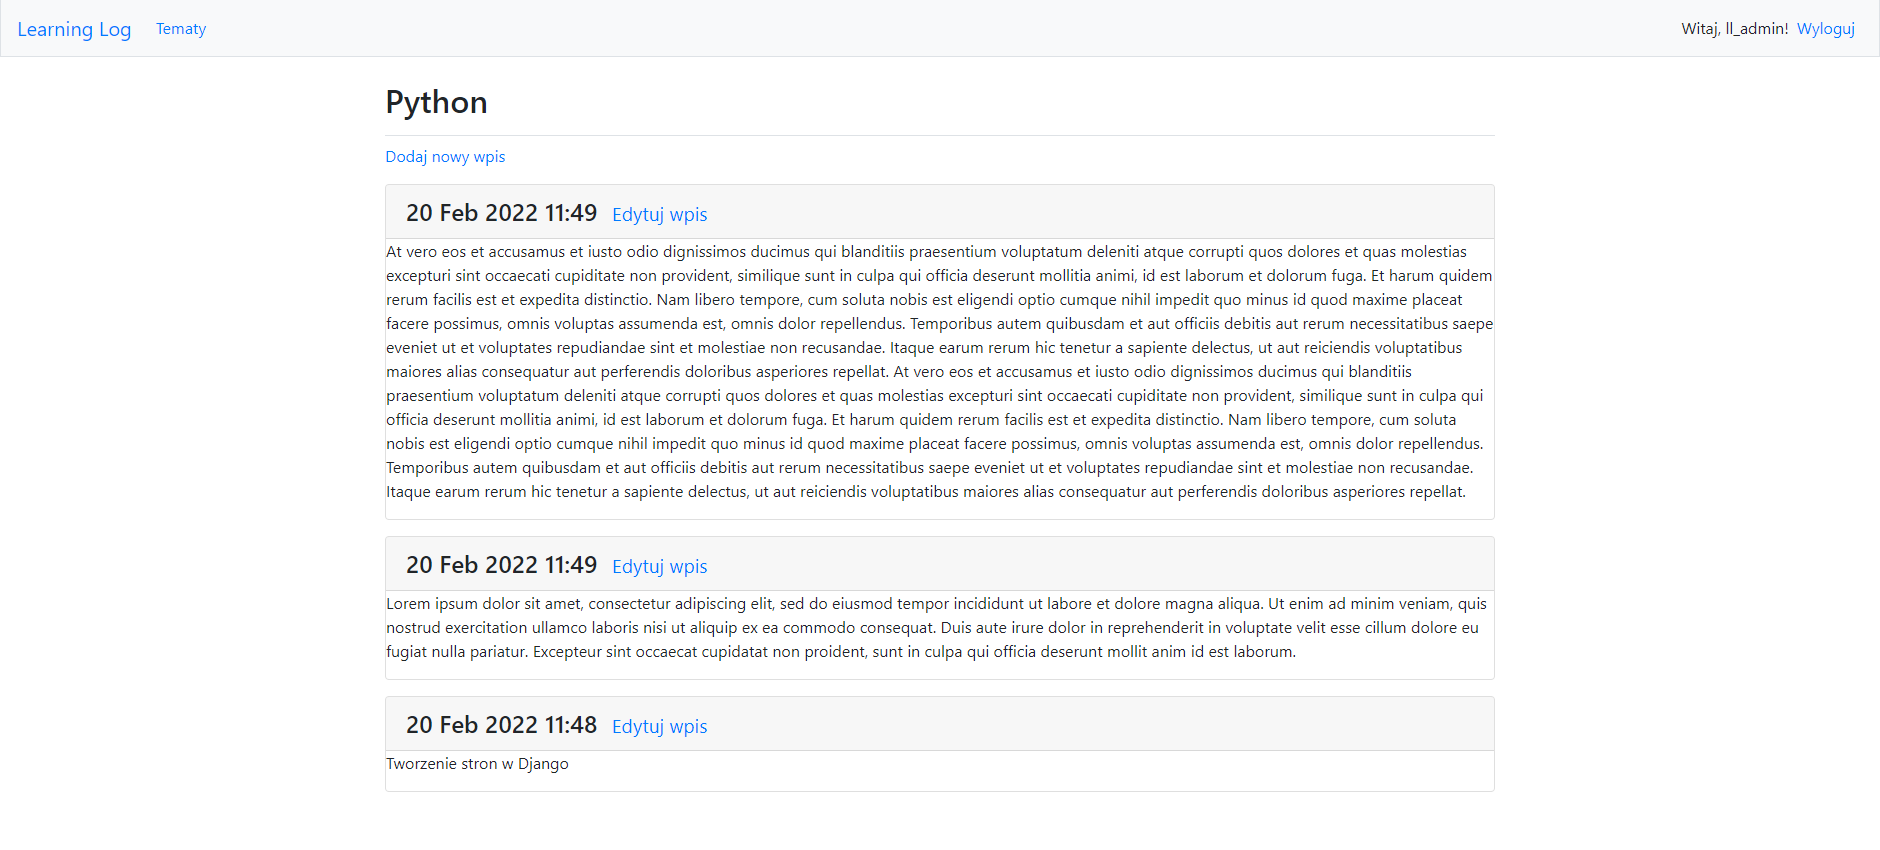 Learning Log Tematy Witaj, ll_admin! Wyloguj
Python
Dodaj nowy wpis
20 Feb 2022 11:49 Edytuj wpis
At vero eos et accusamus et iusto odio dignissimos ducimus qui blanditiis praesentium voluptatum deleniti atque corrupti quos dolores et quas molestias
excepturi sint occaecati cupiditate non provident, similique sunt in culpa qui officia deserunt mollitia animi, id est laborum et dolorum fuga. Et harum quidem
rerum facilis est et expedita distinctio. Nam libero tempore, cum soluta nobis est eligendi optio cumque nihil impedit quo minus id quod maxime placeat
facere possimus, omnis voluptas assumenda est, omnis dolor repellendus. Temporibus autem quibusdam et aut officiis debitis aut rerum necessitatibus saepe
eveniet ut et voluptates repudiandae sint et molestiae non recusandae. Itaque earum rerum hic tenetur a sapiente delectus, ut aut reiciendis voluptatibus
maiores alias consequatur aut perferendis doloribus asperiores repellat. At vero eos et accusamus et iusto odio dignissimos ducimus qui blanditiis
praesentium voluptatum deleniti atque corrupti quos dolores et quas molestias excepturi sint occaecati cupiditate non provident, similique sunt in culpa qui
officia deserunt mollitia animi, id est laborum et dolorum fuga. Et harum quidem rerum facilis est et expedita distinctio. Nam libero tempore, cum soluta
nobis est eligendi optio cumque nihil impedit quo minus id quod maxime placeat facere possimus, omnis voluptas assumenda est, omnis dolor repellendus.
Temporibus autem quibusdam et aut officiis debitis aut rerum necessitatibus saepe eveniet ut et voluptates repudiandae sint et molestiae non recusandae.
Itaque earum rerum hic tenetur a sapiente delectus, ut aut reiciendis voluptatibus maiores alias consequatur aut perferendis doloribus asperiores repellat.
20 Feb 2022 11:49 Edytuj wpis
Lorem ipsum dolor sit amet, consectetur adipiscing elit, sed do eiusmod tempor incididunt ut labore et dolore magna aliqua. Ut enim ad minim veniam, quis
nostrud exercitation ullamco laboris nisi ut aliquip ex ea commodo consequat. Duis aute irure dolor in reprehenderit in voluptate velit esse cillum dolore eu
fugiat nulla pariatur. Excepteur sint occaecat cupidatat non proident, sunt in culpa qui officia deserunt mollit anim id est laborum.
20 Feb 2022 11:48 Edytuj wpis
Tworzenie stron w Django